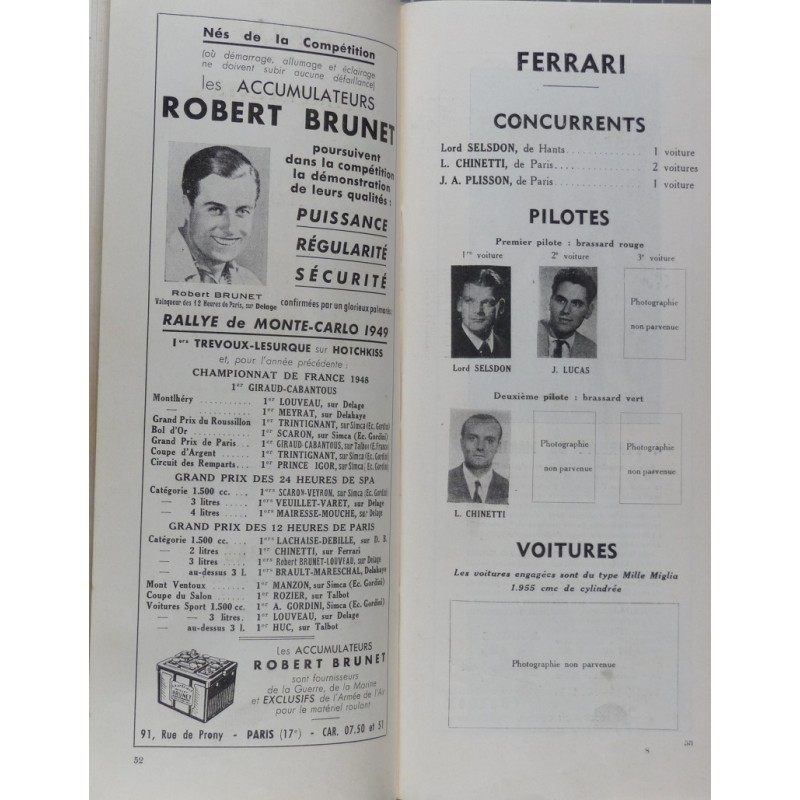 Nés de la Compétition
(où démarrage, allumage et éclairage
ne doivent subir aucune défaillance)
les ACCUMULATEURS
ROBERT BRUNET
poursuivent
dans la compétition
la démonstration
de leurs qualités :
PUISSANCE
RÉGULARITÉ
SÉCURITÉ
Robert BRUNET
Vainqueur des 12 Heures de Paris, sur Delage
confirmées par un glorieux palmarès :
RALLYE de MONTE-CARLO 1949
1ers TREVOUX-LESURQUE sur HOTCHKISS
et, pour l'année précédente :
CHAMPIONNAT DE FRANCE 1948
1er GIRAUD-CABANTOUS
Montlhéry .......... 1er LOUVEAU, sur Delage
— .......... 1er MEYRAT, sur Delahaye
Grand Prix du Roussillon 1er TRINTIGNANT, sur Simca (Ec. Gordini)
Bol d'Or .......... 1er SCARON, sur Simca (Ec. Gordini)
Grand Prix de Paris .... 1er GIRAUD-CABANTOUS, sur Talbot (E. France)
Coupe d'Argent ...... 1er TRINTIGNANT, sur Simca (Ec. Gordini)
Circuit des Remparts... 1er PRINCE IGOR, sur Simca (Ec. Gordini)
GRAND PRIX DES 24 HEURES DE SPA
Catégorie 1.500 cc. ... 1ers SCARON-VEYRON, sur Simca (Ec. Gordini)
— 3 litres .... 1ers VEUILLET-VARET, sur Delage
— 4 litres .... 1ers MAIRESSE-MOUCHE, sur Delage
GRAND PRIX DES 12 HEURES DE PARIS
Catégorie 1.500 cc. ... 1ers LACHAISE-DEBILLE, sur D. B.
— 2 litres .... 1er CHINETTI, sur Ferrari
— 3 litres .... 1ers Robert BRUNET-LOUVEAU, sur Delage
— au-dessus 3 l. 1ers BRAULT-MARESCHAL, Delahaye
Mont Ventoux ....... 1er MANZON, sur Simca (Ec. Gordini)
Coupe du Salon ...... 1er ROZIER, sur Talbot
Voitures Sport 1.500 cc. 1er A. GORDINI, Simca (Ec. Gordini)
— — 3 litres. 1er LOUVEAU, sur Delage
— au-dessus 3 l. 1er HUC, sur Talbot
Les ACCUMULATEURS
ROBERT BRUNET
sont fournisseurs
de la Guerre, de la Marine
et EXCLUSIFS de l'Armée de l'Air
pour le matériel roulant
BRUNET
91, Rue de Prony - PARIS (17e) - CAR. 07.50 et 51
52
FERRARI
CONCURRENTS
Lord SELSDON, de Hants .............. 1 voiture
L. CHINETTI, de Paris ................ 2 voitures
J. A. PLISSON, de Paris ............... 1 voiture
PILOTES
Premier pilote : brassard rouge
1re voiture 2e voiture 3e voiture
Photographie
non parvenue
Lord SELSDON J. LUCAS
Deuxième pilote : brassard vert
Photographie Photographie
non parvenue non parvenue
L. CHINETTI
VOITURES
Les voitures engagées sont du type Mille Miglia
1.955 cmc de cylindrée
Photographie non parvenue
8